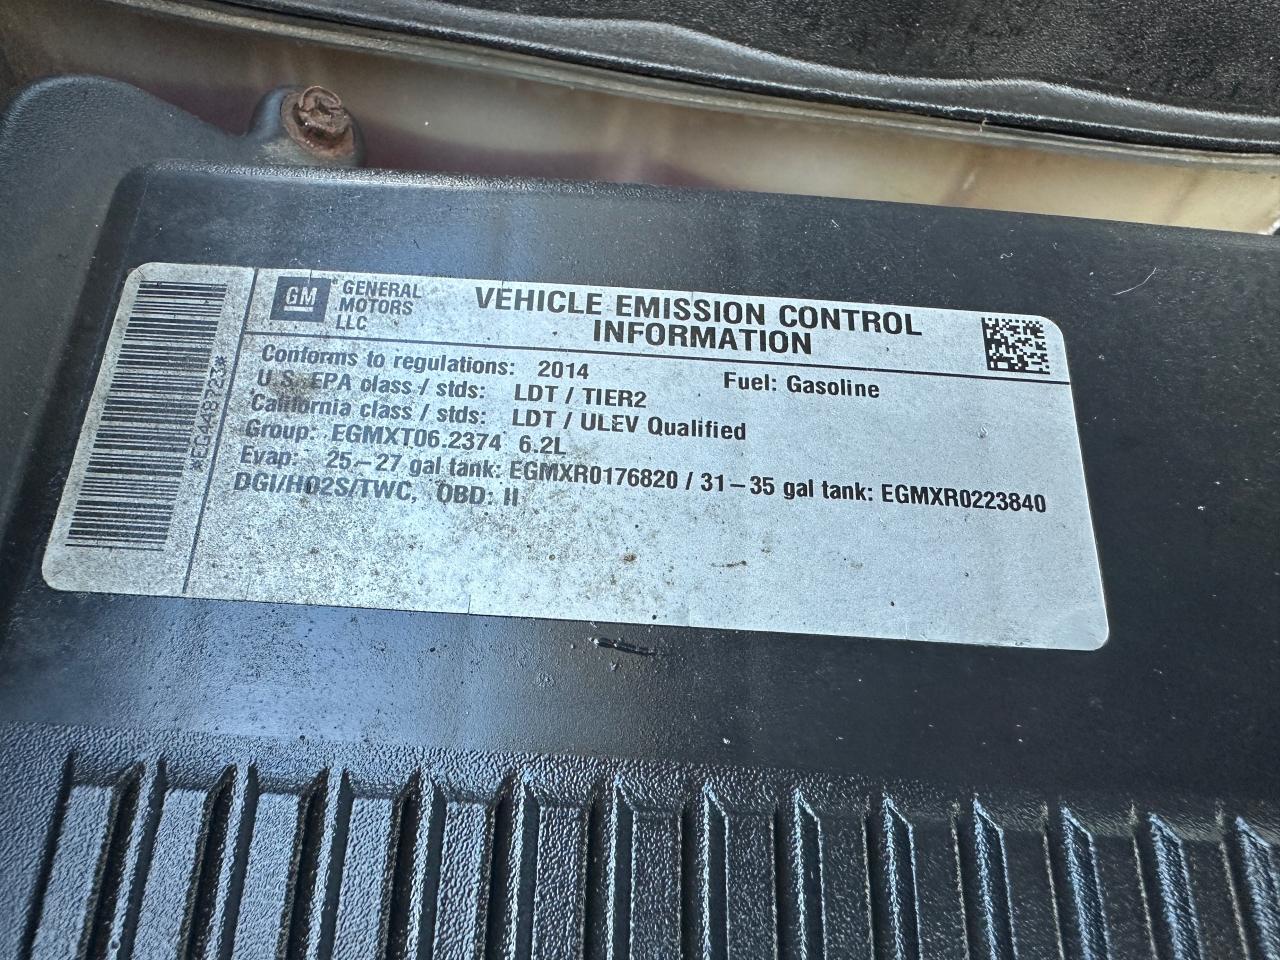 GM GENERAL MOTORS LLC
VEHICLE EMISSION CONTROL
INFORMATION
Conforms to regulations: 2014 Fuel: Gasoline
U.S. EPA class / stds: LDT / TIER2
California class / stds: LDT / ULEV Qualified
Group: EGMXT06.2374 6.2L
Evap: 25-27 gal tank: EGMXR0176820 / 31-35 gal tank: EGMXR0223840
DGI/HO2S/TWC, OBD: II
*EG448723*